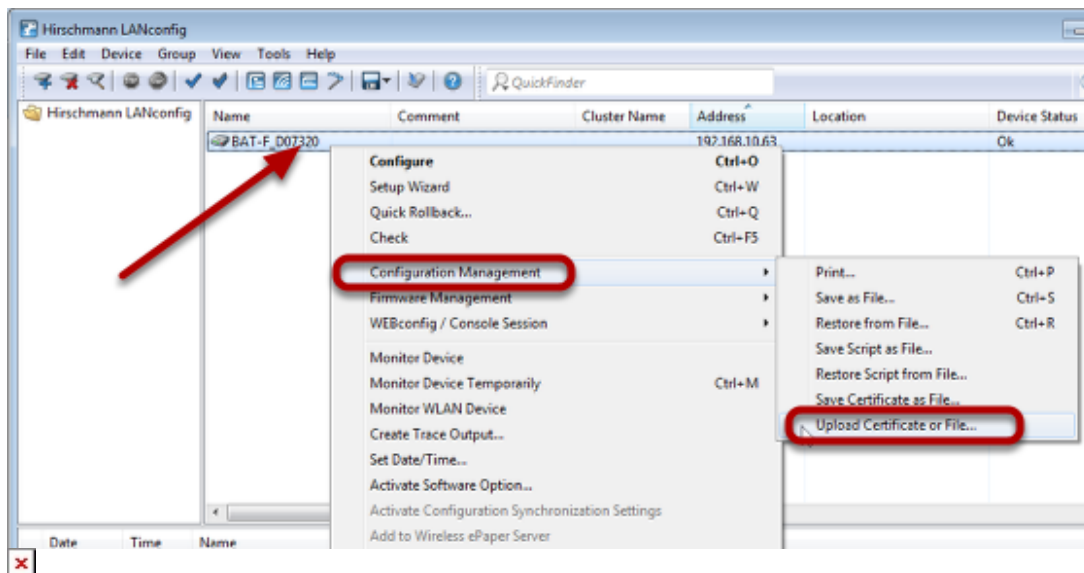 Hirschmann LANconfig
File Edit Device Group View Tools Help
QuickFinder
Hirschmann LANconfig
Name Comment Cluster Name Address Location Device Status
BAT-F_D07320 192.168.10.63 Ok
Configure Ctrl+O
Setup Wizard Ctrl+W
Quick Rollback... Ctrl+Q
Check Ctrl+F5
Configuration Management
Firmware Management
WEBconfig / Console Session
Monitor Device
Monitor Device Temporarily Ctrl+M
Monitor WLAN Device
Create Trace Output...
Set Date/Time...
Activate Software Option...
Activate Configuration Synchronization Settings
Add to Wireless ePaper Server
Print... Ctrl+P
Save as File... Ctrl+S
Restore from File... Ctrl+R
Save Script as File...
Restore Script from File...
Save Certificate as File...
Upload Certificate or File...
Date Time Name